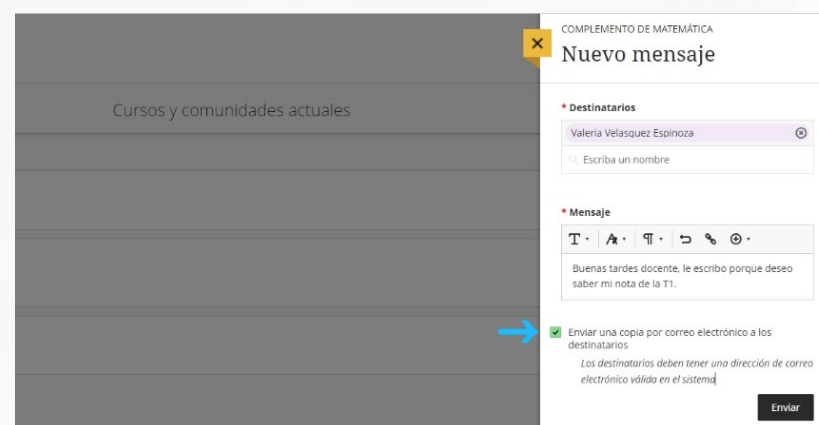 COMPLEMENTO DE MATEMÁTICA
Nuevo mensaje
Cursos y comunidades actuales
* Destinatarios
Valeria Velasquez Espinoza
Escriba un nombre
* Mensaje
Buenas tardes docente, le escribo porque deseo
saber mi nota de la T1.
Enviar una copia por correo electrónico a los
destinatarios
Los destinatarios deben tener una dirección de correo
electrónico válida en el sistema
Enviar